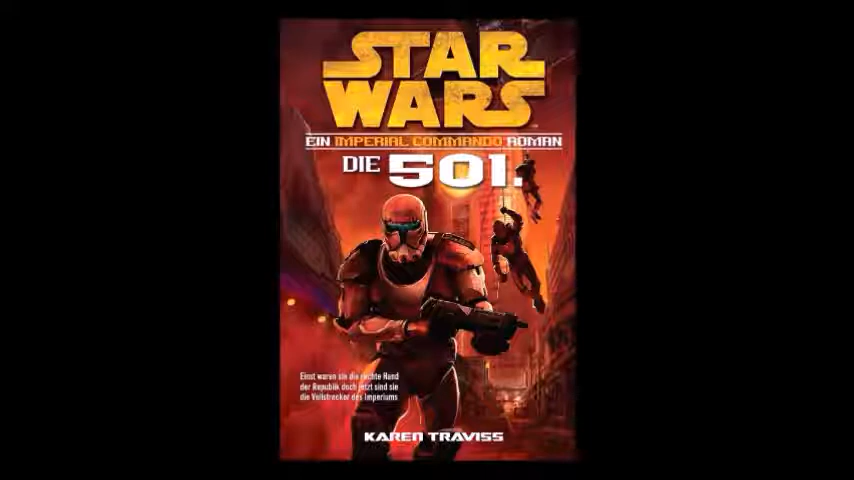 STAR
WARS
EIN IMPERIAL COMMANDO ROMAN
DIE 501.
Einst waren sie die rechte Hand
der Republik doch jetzt sind sie
die Vollstrecker des Imperiums
KAREN TRAVISS